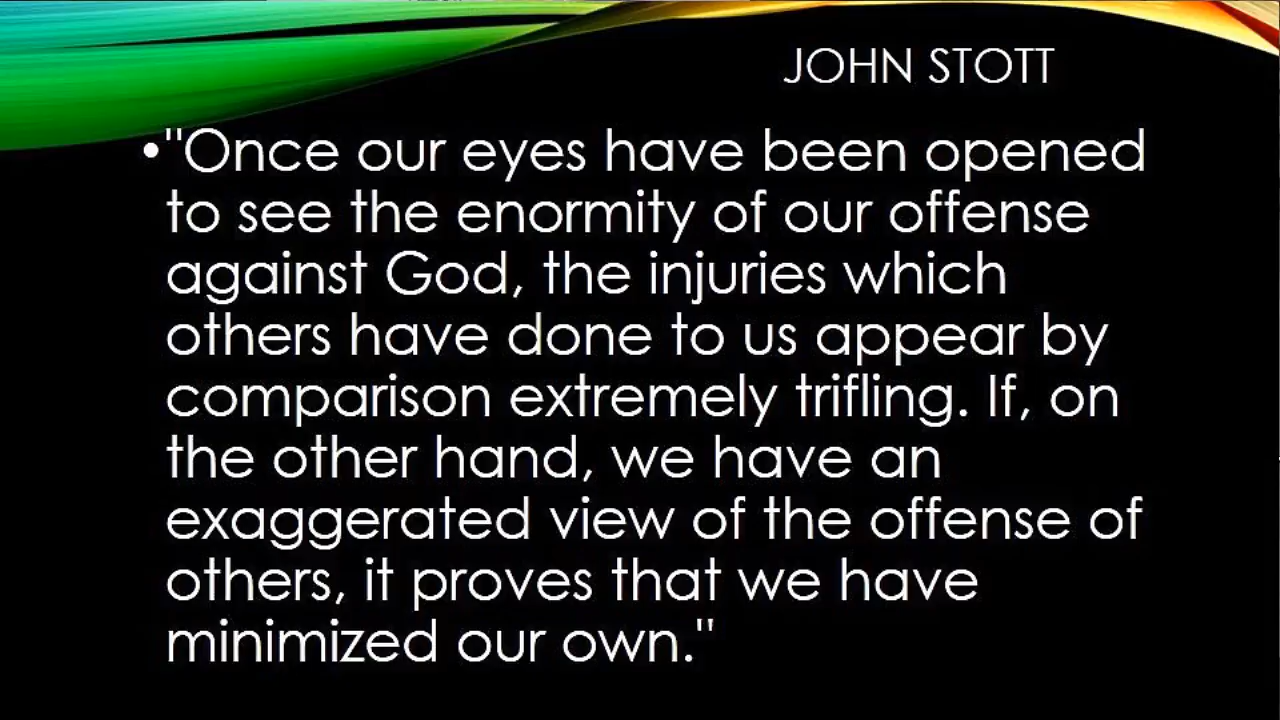 JOHN STOTT
•"Once our eyes have been opened
to see the enormity of our offense
against God, the injuries which
others have done to us appear by
comparison extremely trifling. If, on
the other hand, we have an
exaggerated view of the offense of
others, it proves that we have
minimized our own."